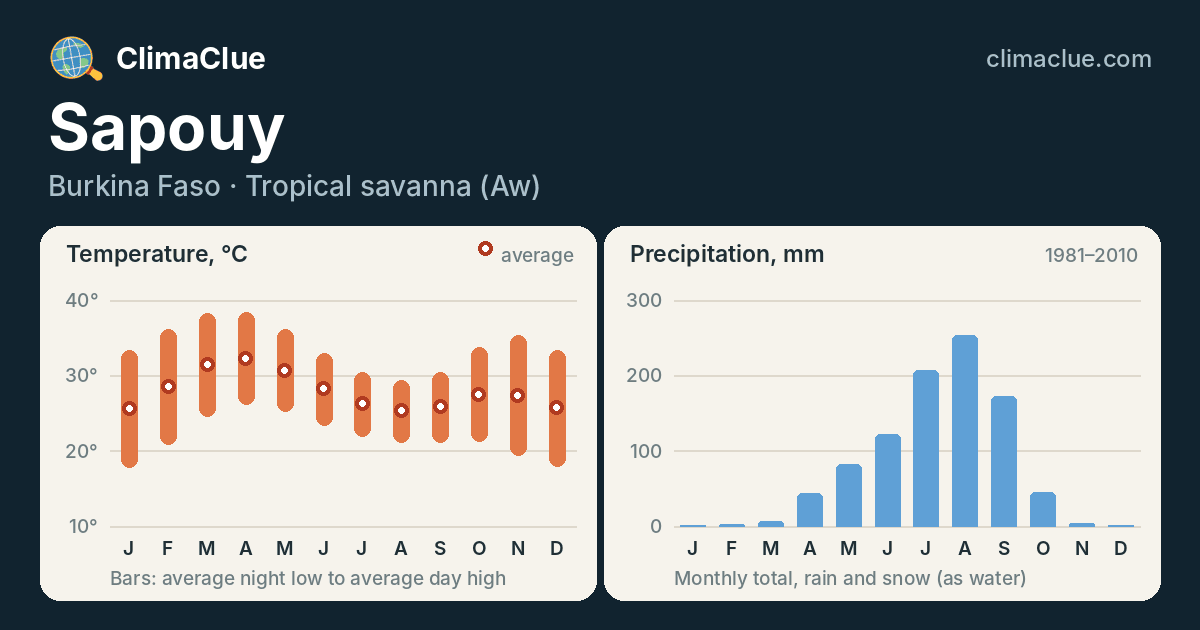 ClimaClue
climaclue.com
Sapouy
Burkina Faso · Tropical savanna (Aw)
Temperature, °C
average
40°
30°
20°
10°
J F M A M J J A S O N D
Bars: average night low to average day high
Precipitation, mm
1981–2010
300
200
100
0
J F M A M J J A S O N D
Monthly total, rain and snow (as water)